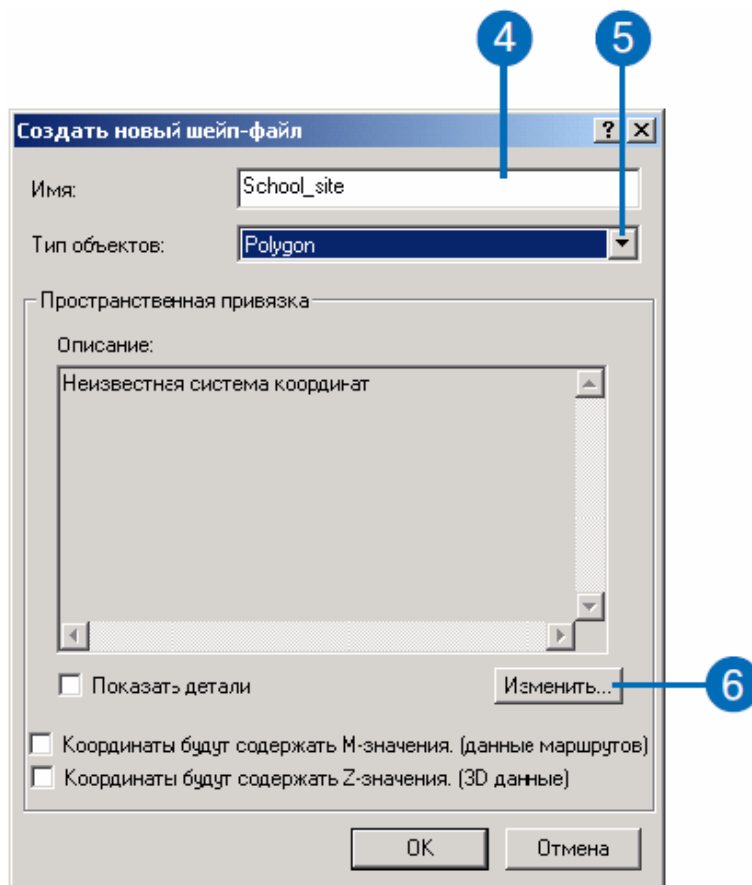 4 5
Создать новый шейп-файл
Имя: School_site
Тип объектов: Polygon
Пространственная привязка
Описание:
Неизвестная система координат
Показать детали Изменить... 6
Координаты будут содержать M-значения. (данные маршрутов)
Координаты будут содержать Z-значения. (3D данные)
OK Отмена